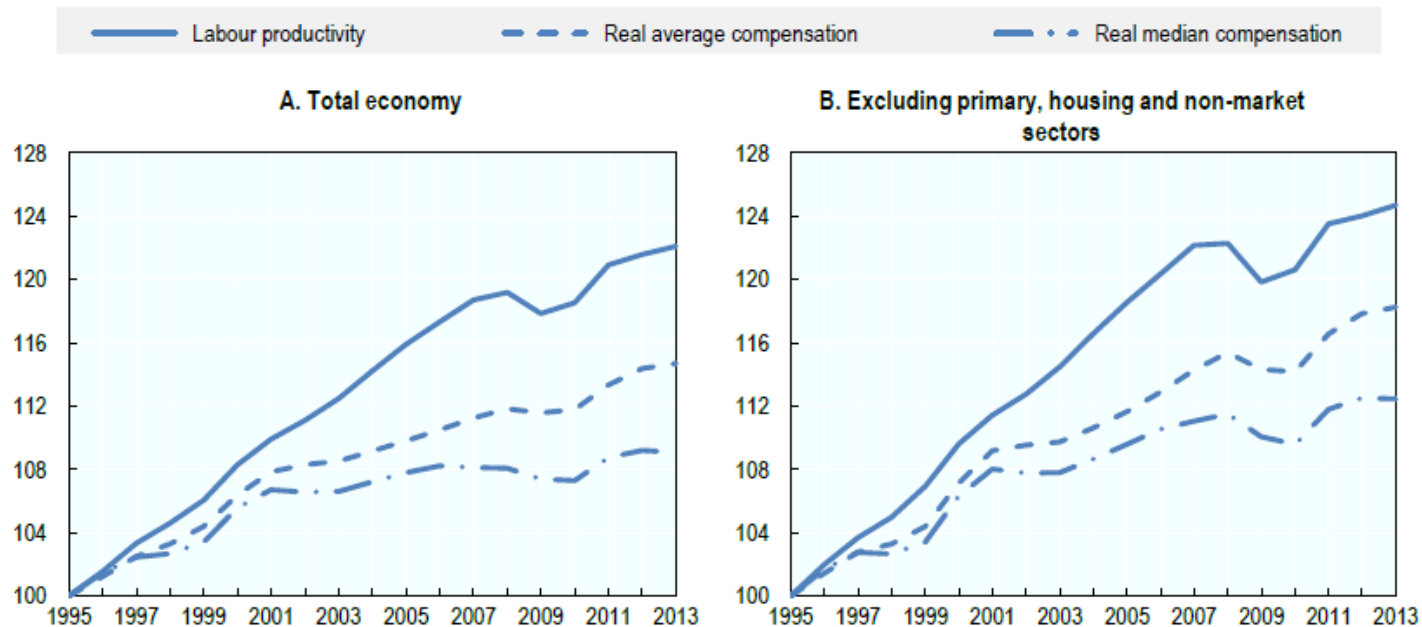 Labour productivity
Real average compensation
Real median compensation
A. Total economy
128
124
120
116
112
108
104
100
1995 1997 1999 2001 2003 2005 2007 2009 2011 2013
B. Excluding primary, housing and non-market
sectors
128
124
120
116
112
108
104
100
1995 1997 1999 2001 2003 2005 2007 2009 2011 2013